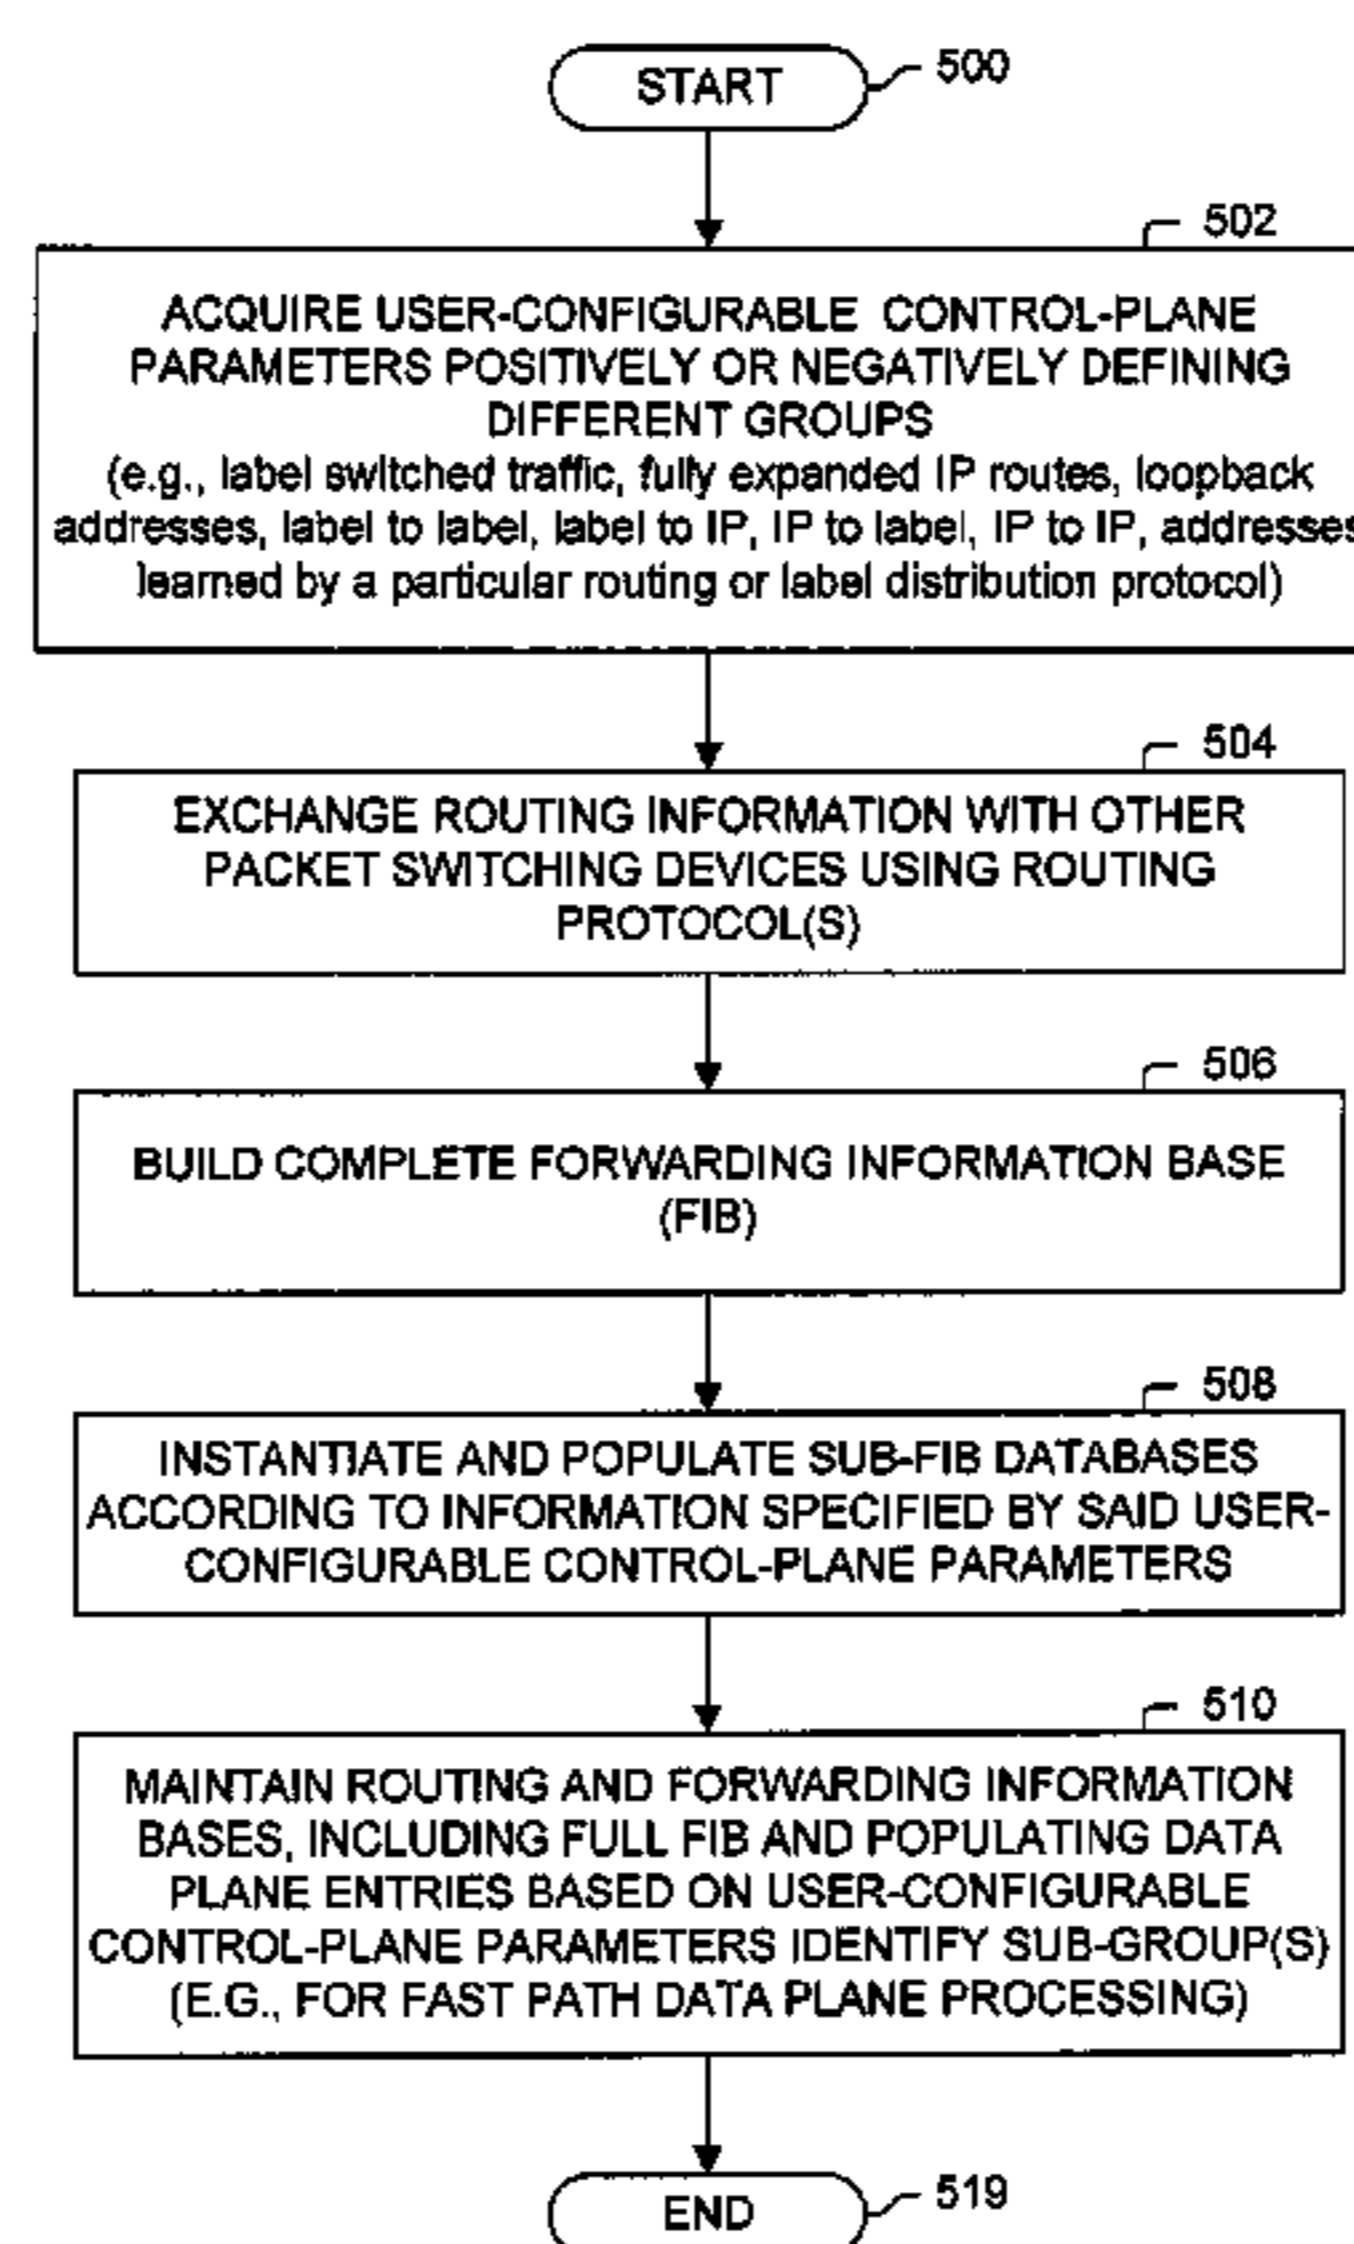 START
500
502
ACQUIRE USER-CONFIGURABLE CONTROL-PLANE
PARAMETERS POSITIVELY OR NEGATIVELY DEFINING
DIFFERENT GROUPS
(e.g., label switched traffic, fully expanded IP routes, loopback
addresses, label to label, label to IP, IP to label, IP to IP, addresses
learned by a particular routing or label distribution protocol)
504
EXCHANGE ROUTING INFORMATION WITH OTHER
PACKET SWITCHING DEVICES USING ROUTING
PROTOCOL(S)
506
BUILD COMPLETE FORWARDING INFORMATION BASE
(FIB)
508
INSTANTIATE AND POPULATE SUB-FIB DATABASES
ACCORDING TO INFORMATION SPECIFIED BY SAID USER-
CONFIGURABLE CONTROL-PLANE PARAMETERS
510
MAINTAIN ROUTING AND FORWARDING INFORMATION
BASES, INCLUDING FULL FIB AND POPULATING DATA
PLANE ENTRIES BASED ON USER-CONFIGURABLE
CONTROL-PLANE PARAMETERS IDENTIFY SUB-GROUP(S)
(E.G., FOR FAST PATH DATA PLANE PROCESSING)
END
519